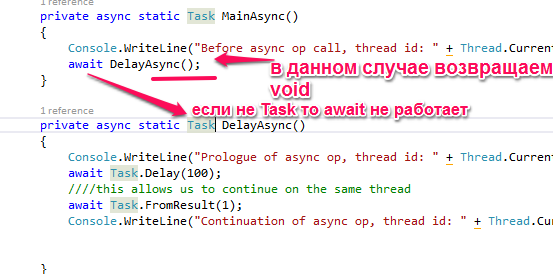 1 reference
private async static Task MainAsync()
{
Console.WriteLine("Before async op call, thread id: " + Thread.Current
await DelayAsync();
в данном случае возвращаем
void
}
если не Task то await не работает
1 reference
private async static Task DelayAsync()
{
Console.WriteLine("Prologue of async op, thread id: " + Thread.Current
await Task.Delay(100);
////this allows us to continue on the same thread
await Task.FromResult(1);
Console.WriteLine("Continuation of async op, thread id: " + Thread.Cur
}